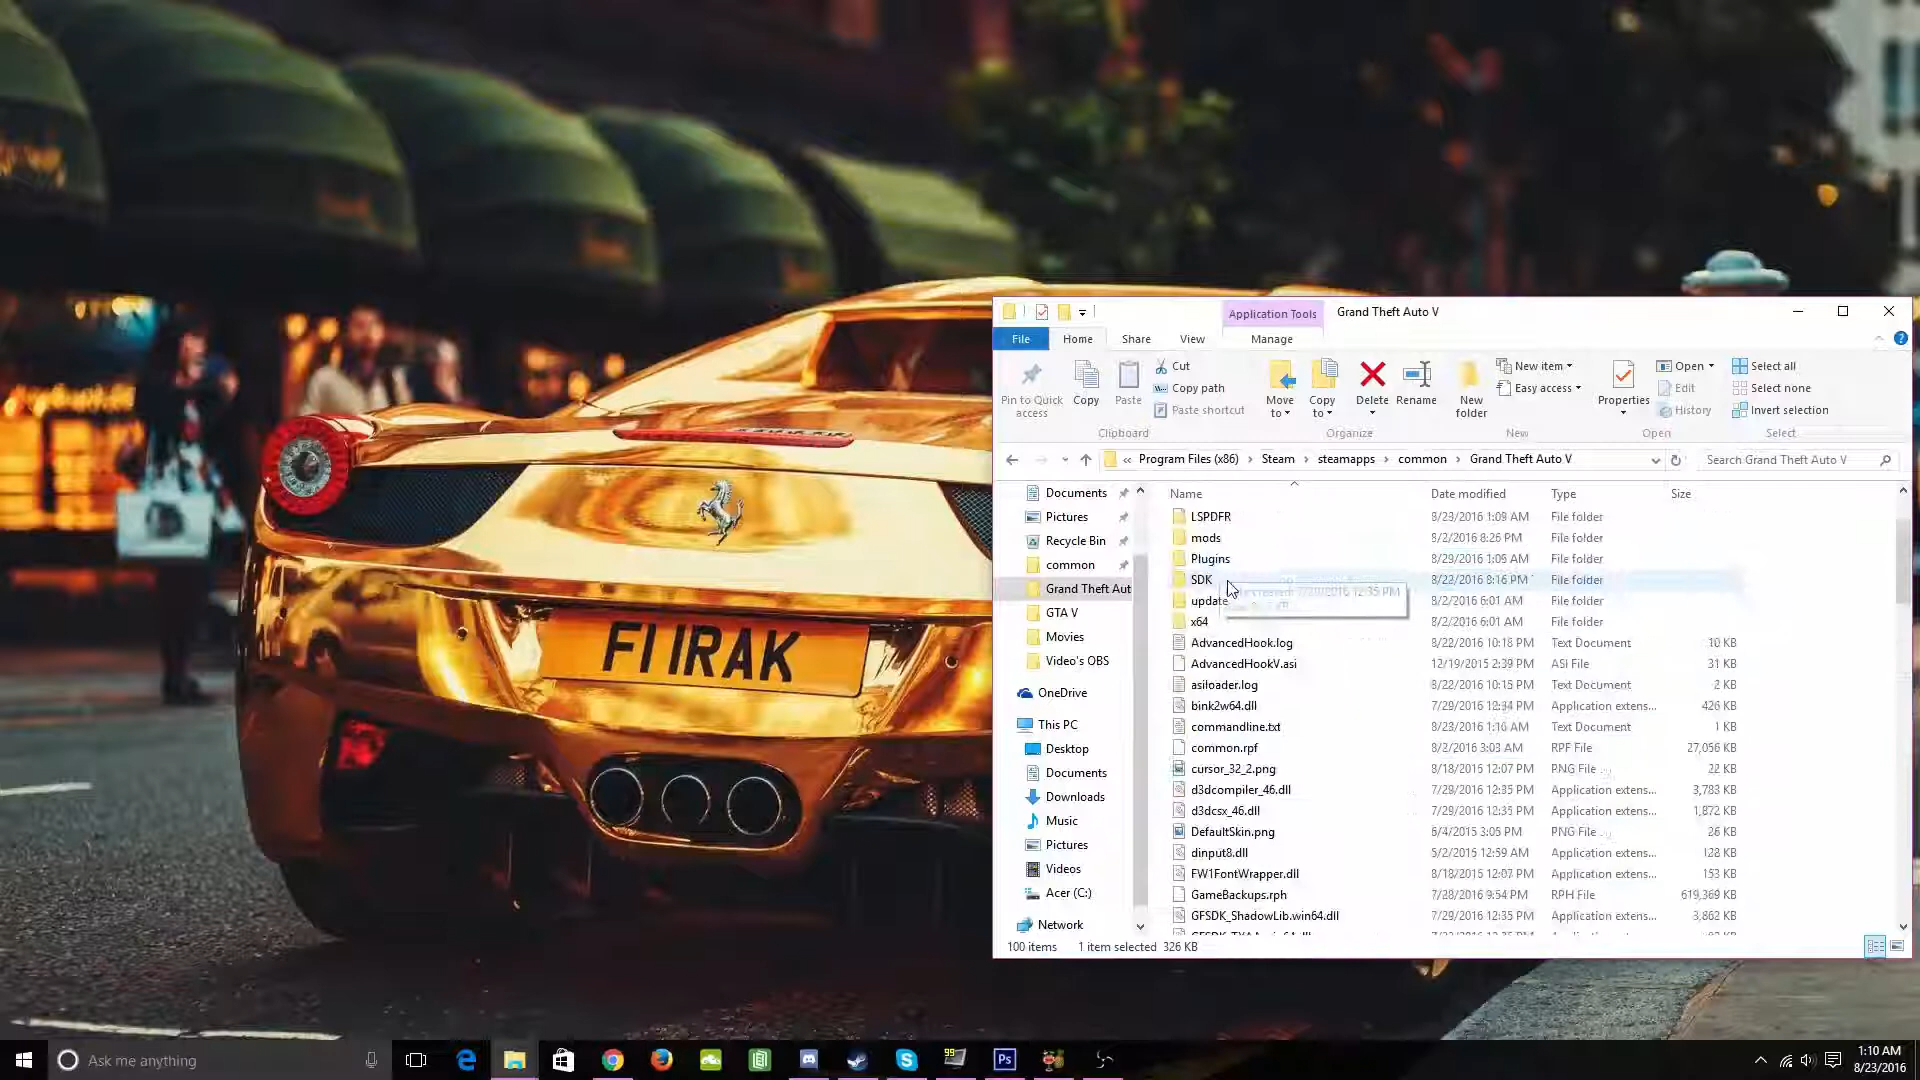 F1 IRAK
Application Tools
Grand Theft Auto V
File
Home
Share
View
Manage
Pin to Quick access
Copy
Paste
Cut
Copy path
Paste shortcut
Move to
Copy to
Delete
Rename
New folder
New item
Easy access
Properties
Open
Edit
History
Select all
Select none
Invert selection
Clipboard
Organize
New
Open
Select
« Program Files (x86) > Steam > steamapps > common > Grand Theft Auto V
Search Grand Theft Auto V
Documents
Pictures
Recycle Bin
common
Grand Theft Aut
GTA V
Movies
Video's OBS
OneDrive
This PC
Desktop
Documents
Downloads
Music
Pictures
Videos
Acer (C:)
Network
Name Date modified Type Size
LSPDFR 8/23/2016 1:09 AM File folder
mods 8/2/2016 8:26 PM File folder
Plugins 1:05 AM File folder
SDK 8/22/2016 8:16 PM File folder
update 8/2/2016 6:01 AM File folder
x64 8/2/2016 6:01 AM File folder
AdvancedHook.log 8/22/2016 10:18 PM Text Document 10 KB
AdvancedHookV.asi 12/19/2015 2:39 PM ASI File 31 KB
asiloader.log 8/22/2016 10:15 PM Text Document 2 KB
bink2w64.dll 7/29/2016 12:34 PM Application extens... 426 KB
commandline.txt 8/23/2016 1:16 AM Text Document 1 KB
common.rpf 8/2/2016 3:03 AM RPF File 27,056 KB
cursor_32_2.png 8/18/2016 12:07 PM PNG File 22 KB
d3dcompiler_46.dll 7/29/2016 12:35 PM Application extens... 3,783 KB
d3dcsx_46.dll 7/29/2016 12:35 PM Application extens... 1,872 KB
DefaultSkin.png 6/4/2015 3:05 PM PNG File 26 KB
dinput8.dll 5/2/2015 12:59 AM Application extens... 128 KB
FW1FontWrapper.dll 8/18/2016 12:07 PM Application extens... 153 KB
GameBackups.rph 7/28/2016 9:54 PM RPH File 619,369 KB
GFSDK_ShadowLib.win64.dll 7/29/2016 12:35 PM Application extens... 3,862 KB
100 items 1 item selected 326 KB
Ask me anything
99
Ps
1:10 AM
8/23/2016